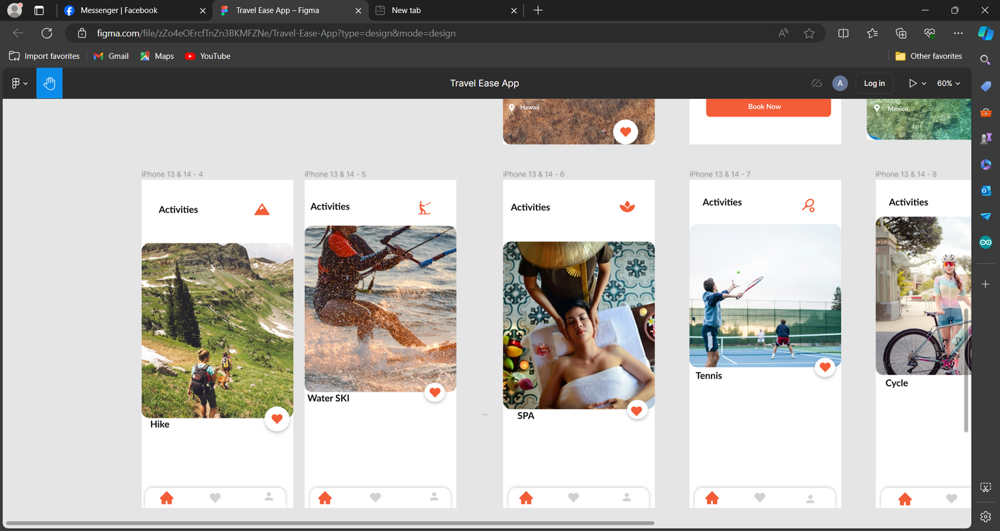 Messenger | Facebook
Travel Ease App – Figma
New tab
figma.com/file/zZo4eOErcfTnZn3BKMFZNe/Travel-Ease-App?type=design&mode=design
Import favorites
Gmail
Maps
YouTube
Other favorites
Travel Ease App
A
Log in
60%
Hawaii
Book Now
Mexico
iPhone 13 & 14 - 4
iPhone 13 & 14 - 5
iPhone 13 & 14 - 6
iPhone 13 & 14 - 7
iPhone 13 & 14 - 8
Activities
Activities
Activities
Activities
Activities
Hike
Water SKI
SPA
Tennis
Cycle